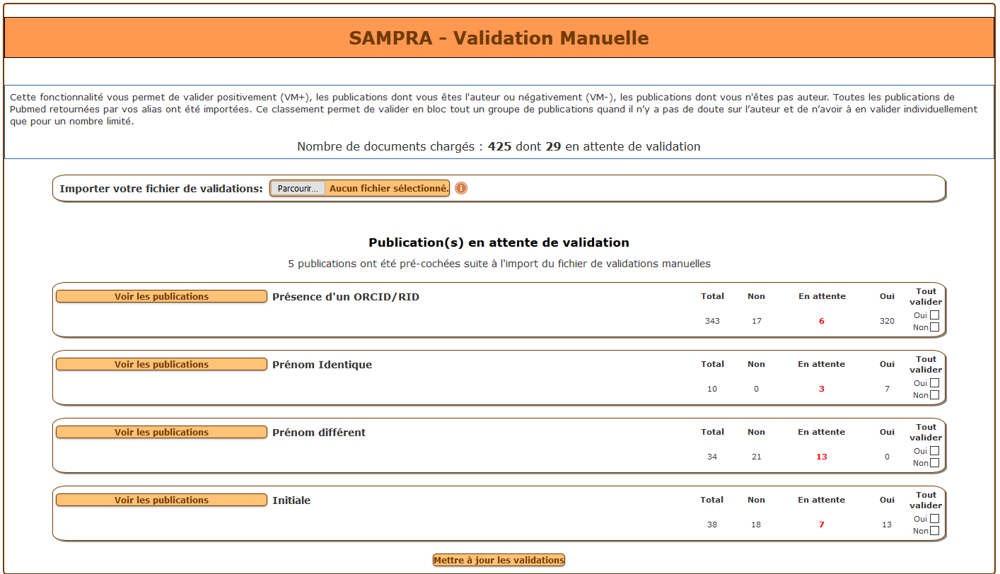 SAMPRA - Validation Manuelle
Cette fonctionnalité vous permet de valider positivement (VM+), les publications dont vous êtes l'auteur ou négativement (VM-), les publications dont vous n'êtes pas auteur. Toutes les publications de
Pubmed retournées par vos alias ont été importées. Ce classement permet de valider en bloc tout un groupe de publications quand il n’y a pas de doute sur l’auteur et de n’avoir à en valider individuellement
que pour un nombre limité.
Nombre de documents chargés : 425 dont 29 en attente de validation
Importer votre fichier de validations: Parcourir... Aucun fichier sélectionné. i
Publication(s) en attente de validation
5 publications ont été pré-cochées suite à l'import du fichier de validations manuelles
Voir les publications Présence d'un ORCID/RID Total Non En attente Oui Tout
valider
343 17 6 320 Oui
Non
Voir les publications Prénom Identique Total Non En attente Oui Tout
valider
10 0 3 7 Oui
Non
Voir les publications Prénom différent Total Non En attente Oui Tout
valider
34 21 13 0 Oui
Non
Voir les publications Initiale Total Non En attente Oui Tout
valider
38 18 7 13 Oui
Non
Mettre à jour les validations